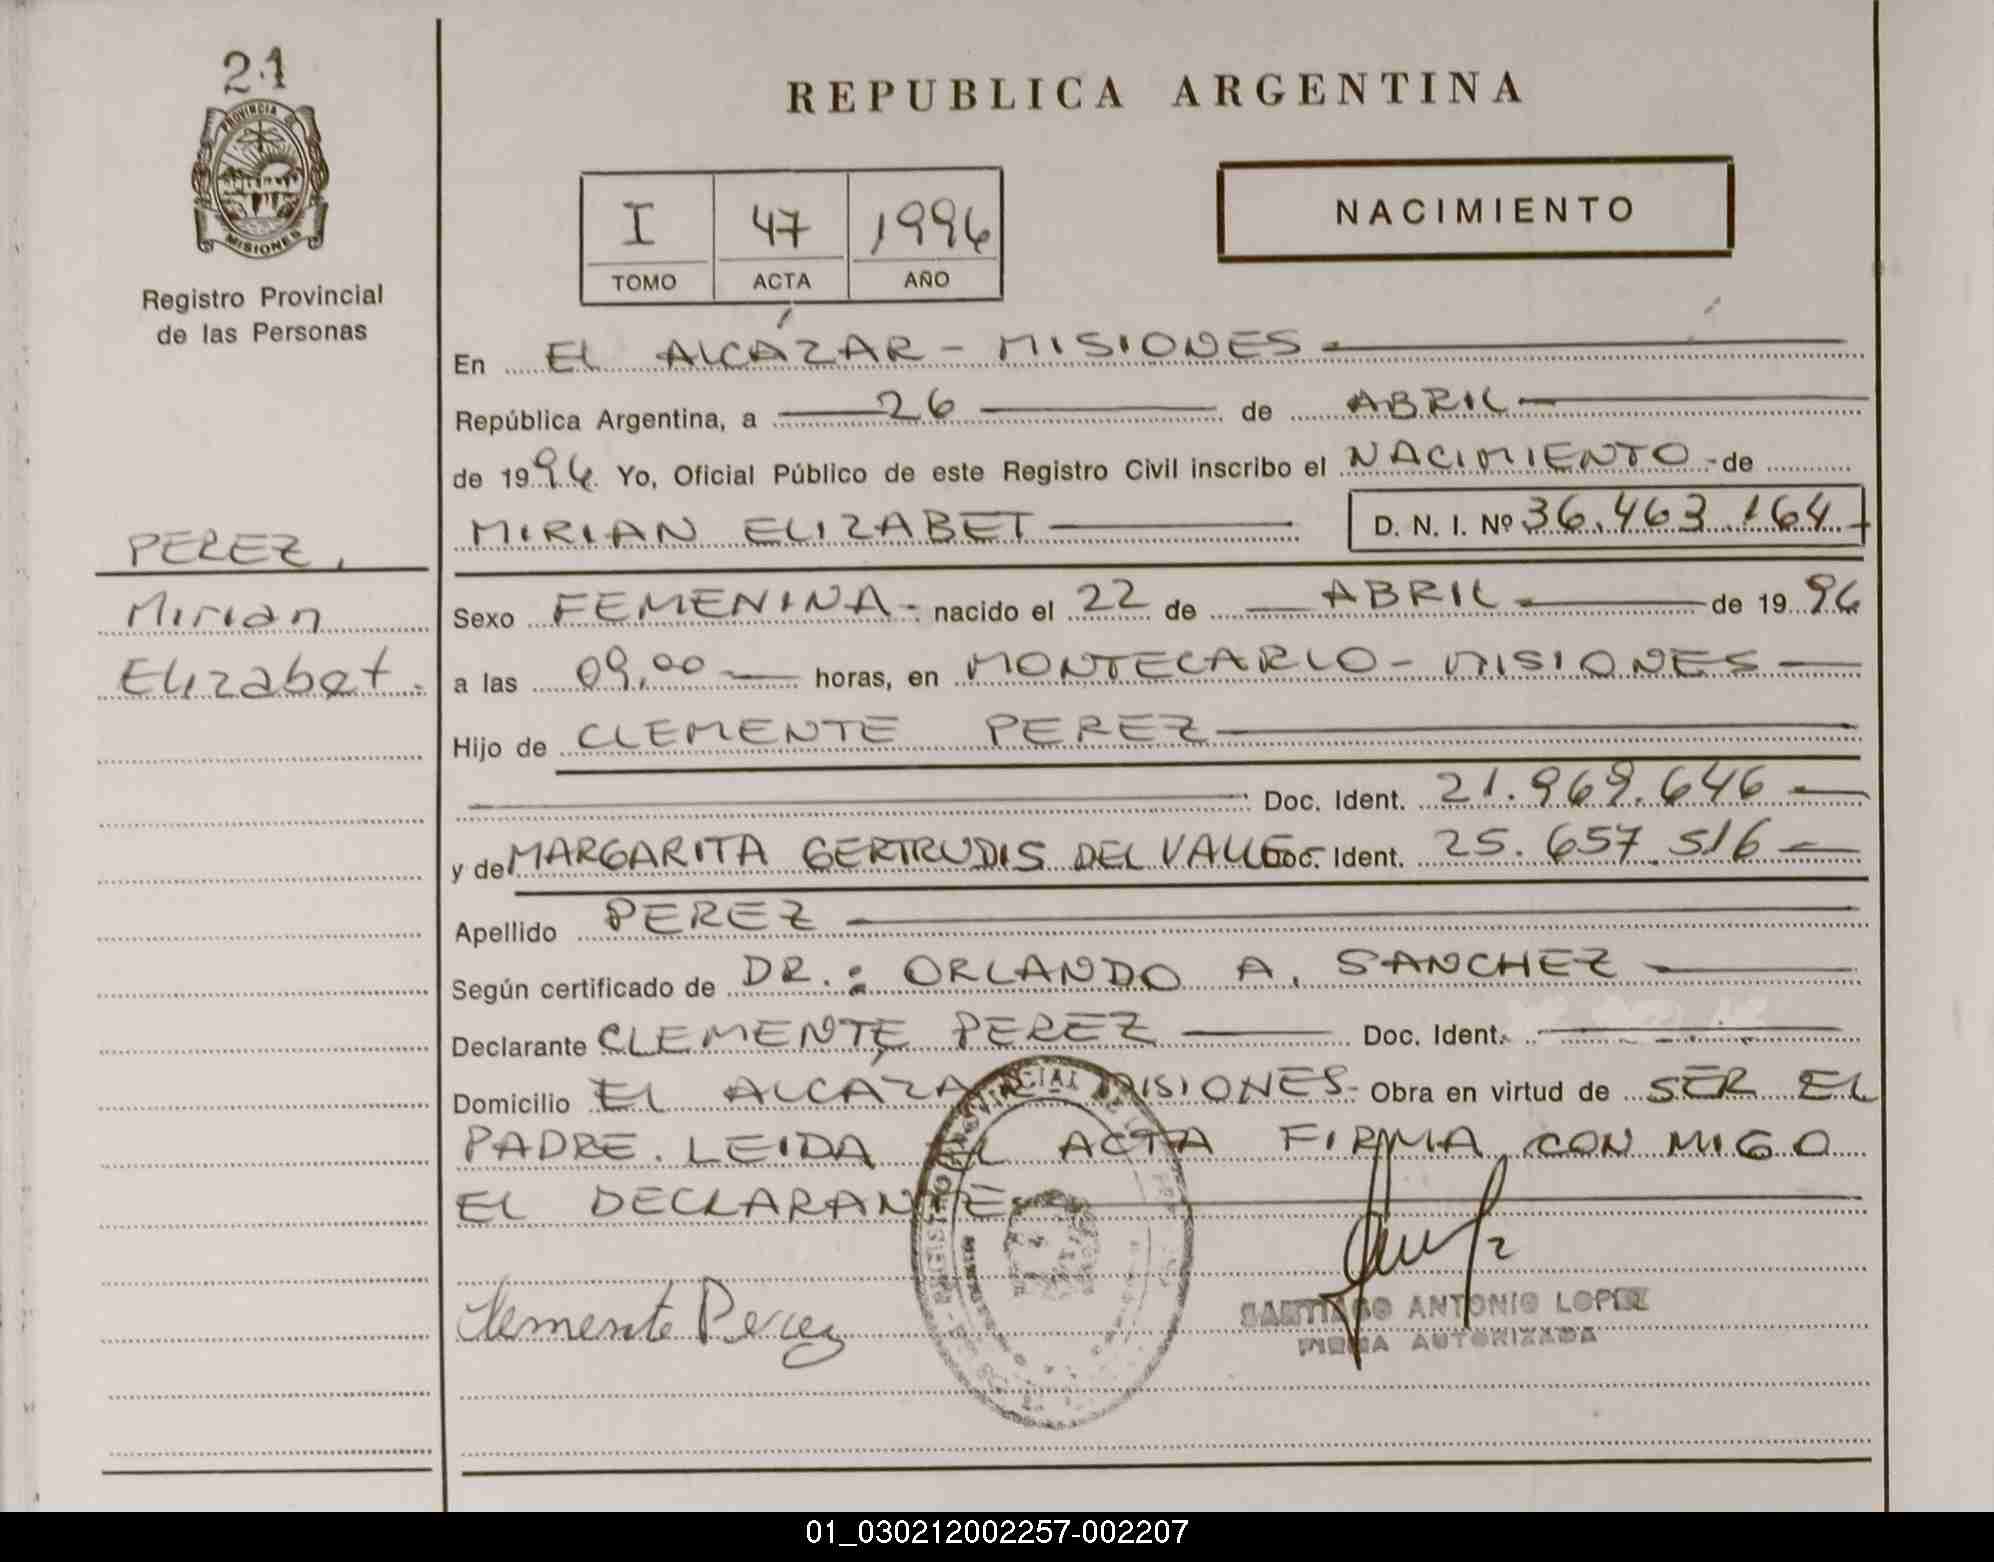 21
PROVINCIA DE
MISIONES
Registro Provincial
de las Personas
PEREZ,
Mirian
Elizabet.
REPUBLICA ARGENTINA
I 47 1996
TOMO ACTA AÑO
NACIMIENTO
En EL ALCÁZAR - MISIONES
República Argentina, a 26 de ABRIL
de 1996. Yo, Oficial Público de este Registro Civil inscribo el NACIMIENTO - de
MIRIAN ELIZABET D. N. I. Nº 36.463.164
Sexo FEMENINA - nacido el 22 de ABRIL de 1996
a las 09,00 horas, en MONTECARLO - MISIONES
Hijo de CLEMENTE PEREZ
Doc. Ident. 21.969.646
y de MARGARITA GERTRUDIS DEL VALLE Doc. Ident. 25.657.516
Apellido PEREZ
Según certificado de DR.: ORLANDO A. SANCHEZ
Declarante CLEMENTE PEREZ Doc. Ident.
Domicilio EL ALCAZAR MISIONES - Obra en virtud de SER EL
PADRE. LEIDA EL ACTA FIRMA CON MIGO
EL DECLARANTE
Clemente Perez
SANTIAGO ANTONIO LOPEZ
FIRMA AUTORIZADA
01_030212002257-002207